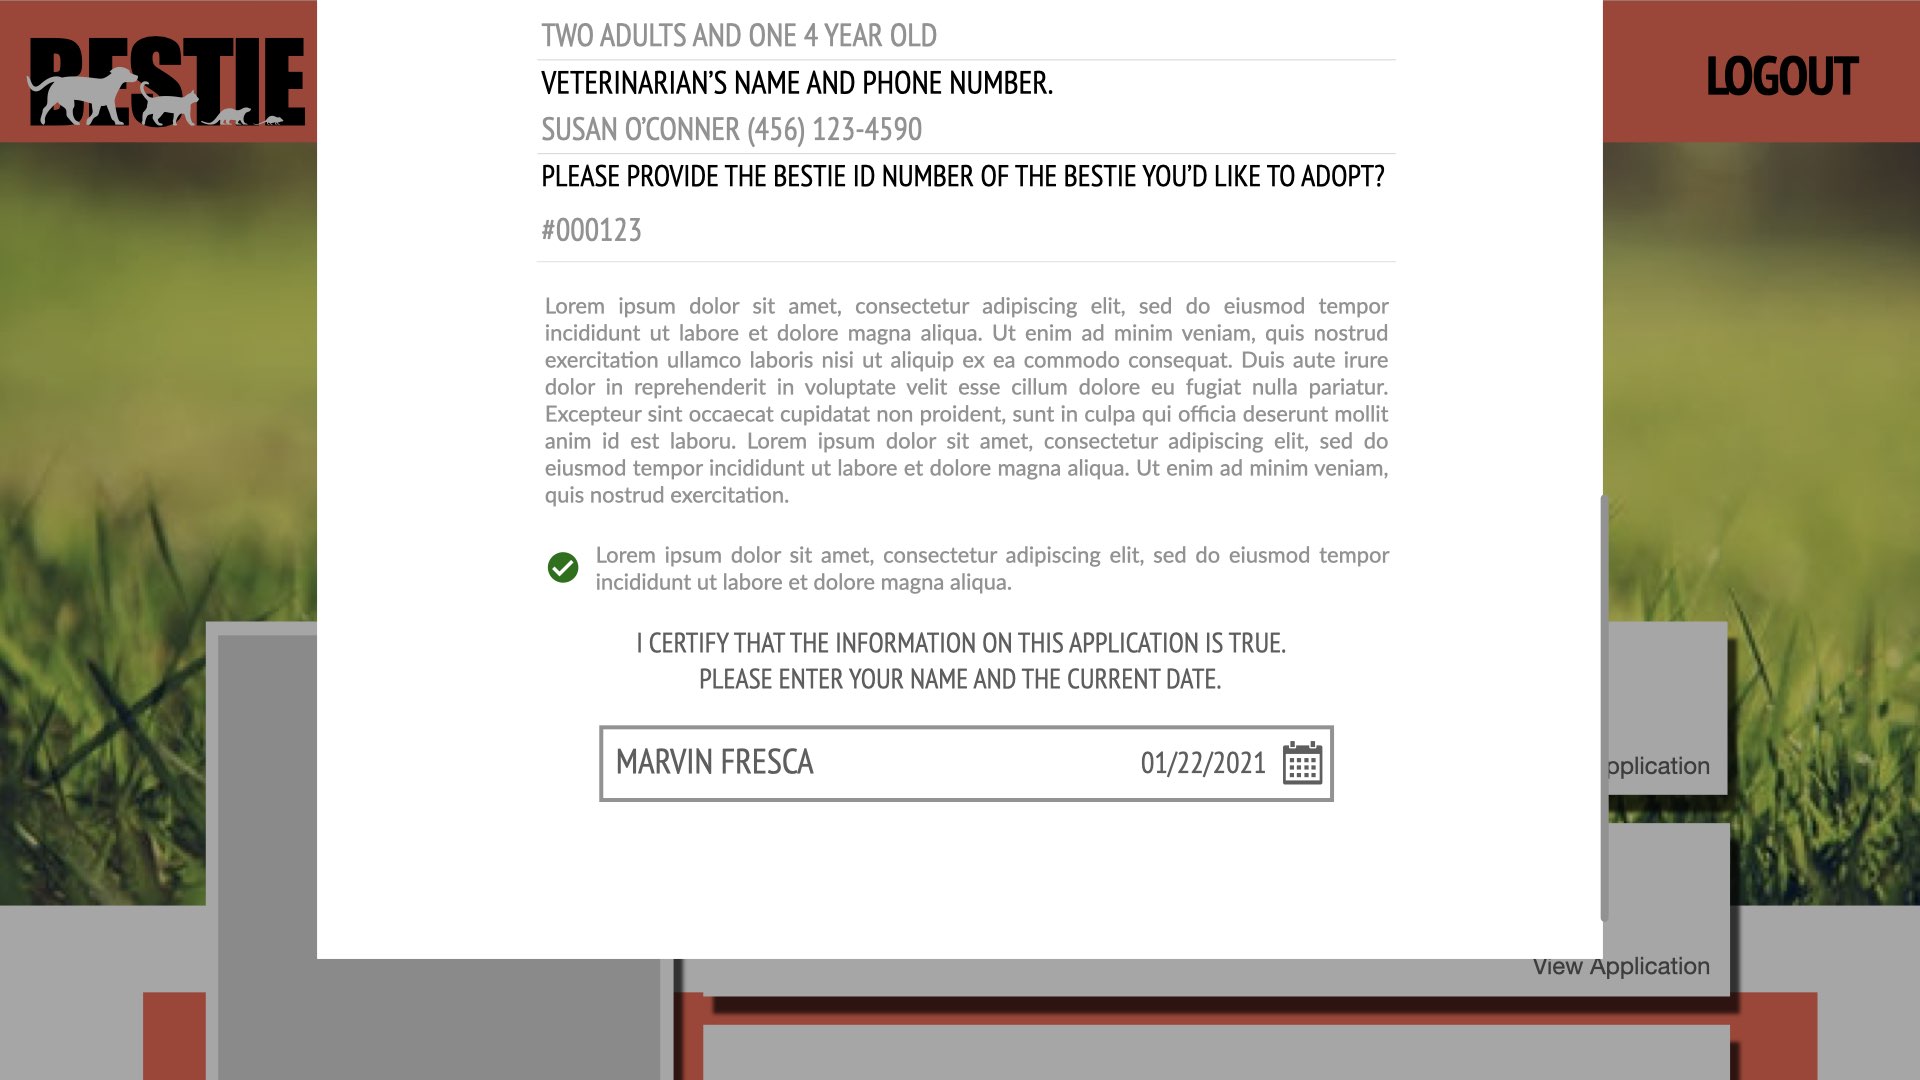 TWO ADULTS AND ONE 4 YEAR OLD
BESTIE
LOGOUT
VETERINARIAN’S NAME AND PHONE NUMBER.
SUSAN O’CONNER (456) 123-4590
PLEASE PROVIDE THE BESTIE ID NUMBER OF THE BESTIE YOU’D LIKE TO ADOPT?
#000123
Lorem ipsum dolor sit amet, consectetur adipiscing elit, sed do eiusmod tempor
incididunt ut labore et dolore magna aliqua. Ut enim ad minim veniam, quis nostrud
exercitation ullamco laboris nisi ut aliquip ex ea commodo consequat. Duis aute irure
dolor in reprehenderit in voluptate velit esse cillum dolore eu fugiat nulla pariatur.
Excepteur sint occaecat cupidatat non proident, sunt in culpa qui officia deserunt mollit
anim id est laboru. Lorem ipsum dolor sit amet, consectetur adipiscing elit, sed do
eiusmod tempor incididunt ut labore et dolore magna aliqua. Ut enim ad minim veniam,
quis nostrud exercitation.
Lorem ipsum dolor sit amet, consectetur adipiscing elit, sed do eiusmod tempor
incididunt ut labore et dolore magna aliqua.
I CERTIFY THAT THE INFORMATION ON THIS APPLICATION IS TRUE.
PLEASE ENTER YOUR NAME AND THE CURRENT DATE.
MARVIN FRESCA 01/22/2021
pplication
View Application